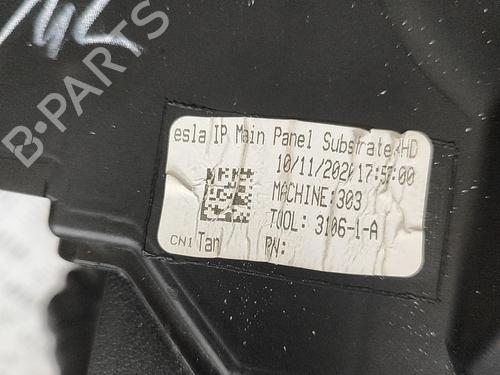 B-PARTS
esla IP Main Panel Substrate HD
10/11/202 17:57:00
MACHINE:303
TOOL: 3106-1-A
CN1 Tan PN: